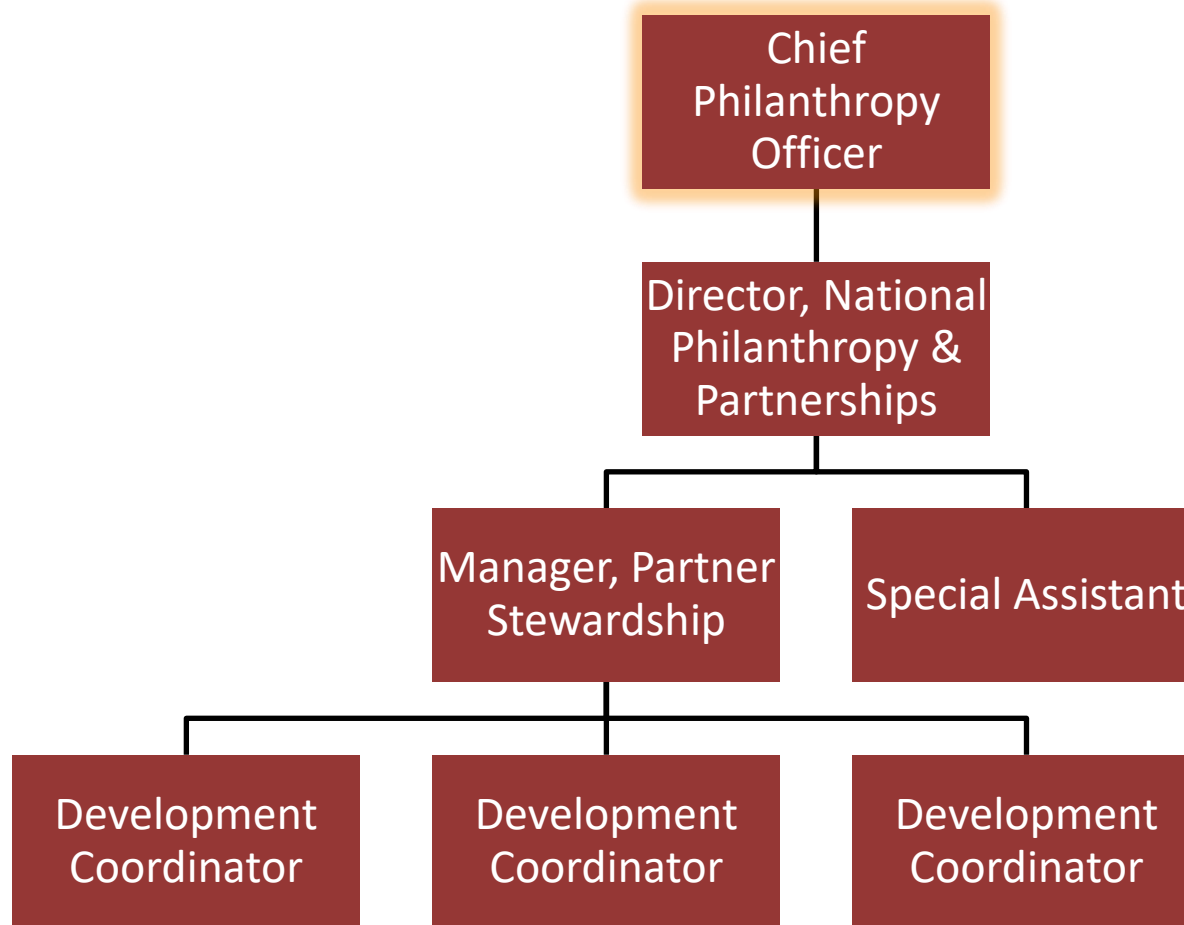 Chief
Philanthropy
Officer
Director, National
Philanthropy &
Partnerships
Manager, Partner
Stewardship
Special Assistant
Development
Coordinator
Development
Coordinator
Development
Coordinator